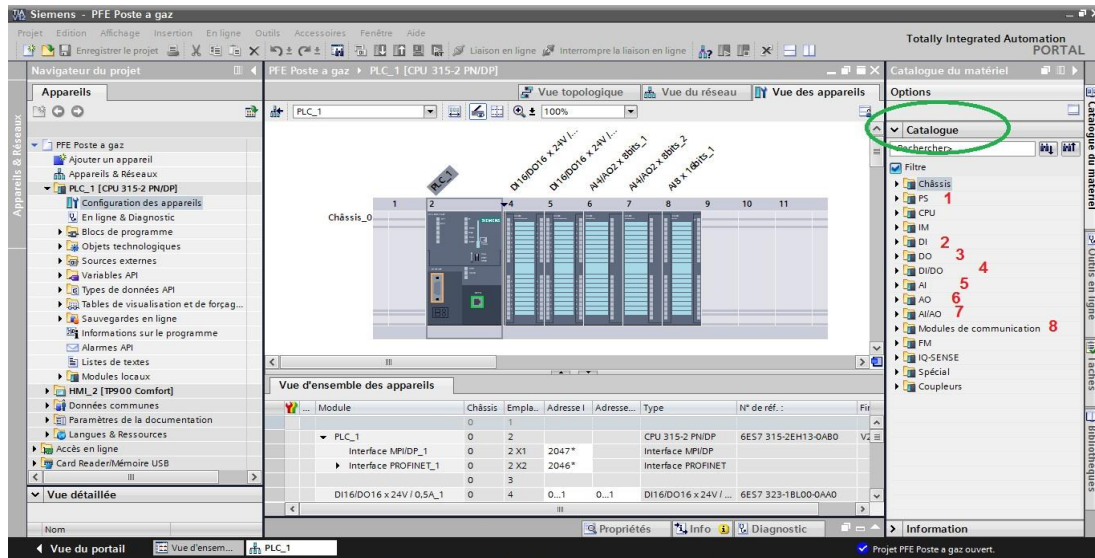 Siemens - PFE Poste a gaz
Projet Edition Affichage Insertion En ligne Outils Accessoires Fenêtre Aide
Totally Integrated Automation
PORTAL
Enregistrer le projet
Liaison en ligne
Interrompre la liaison en ligne
Navigateur du projet
PFE Poste a gaz PLC_1 [CPU 315-2 PN/DP]
Catalogue du matériel
Appareils
Vue topologique
Vue du réseau
Vue des appareils
Options
PLC_1
100%
Catalogue
<Rechercher>
Filtre
Appareils & Réseaux
PFE Poste a gaz
Ajouter un appareil
Appareils & Réseaux
PLC_1 [CPU 315-2 PN/DP]
Configuration des appareils
En ligne & Diagnostic
Blocs de programme
Objets technologiques
Sources externes
Variables API
Types de données API
Tables de visualisation et de forçag...
Sauvegardes en ligne
Informations sur le programme
Alarmes API
Listes de textes
Modules locaux
HMI_2 [TP900 Comfort]
Données communes
Paramètres de la documentation
Langues & Ressources
Accès en ligne
Card Reader/Mémoire USB
Vue détaillée
Nom
PLC_1
DI16/DO16 x 24V /...
DI16/DO16 x 24V /...
AI4/AO2 x 8bits_1
AI4/AO2 x 8bits_2
AI8 x 16bits_1
1 2 4 5 6 7 8 9 10 11
Châssis_0
SIEMENS
Châssis
PS 1
CPU
IM
DI 2
DO 3
DI/DO 4
AI 5
AO 6
AI/AO 7
Modules de communication 8
FM
IQ-SENSE
Spécial
Coupleurs
Catalogue du matériel
Outils en ligne
Tâches
Bibliothèques
Vue d'ensemble des appareils
... Module Châssis Empla... Adresse I Adresse... Type N° de réf. :
0 1
PLC_1 0 2 CPU 315-2 PN/DP 6ES7 315-2EH13-0AB0
Interface MPI/DP_1 0 2 X1 2047* Interface MPI/DP
Interface PROFINET_1 0 2 X2 2046* Interface PROFINET
0 3
DI16/DO16 x 24V / 0,5A_1 0 4 0...1 0...1 DI16/DO16 x 24V / ... 6ES7 323-1BL00-0AA0
Propriétés
Info
Diagnostic
Information
Vue du portail
Vue d'ensem...
PLC_1
Projet PFE Poste a gaz ouvert.